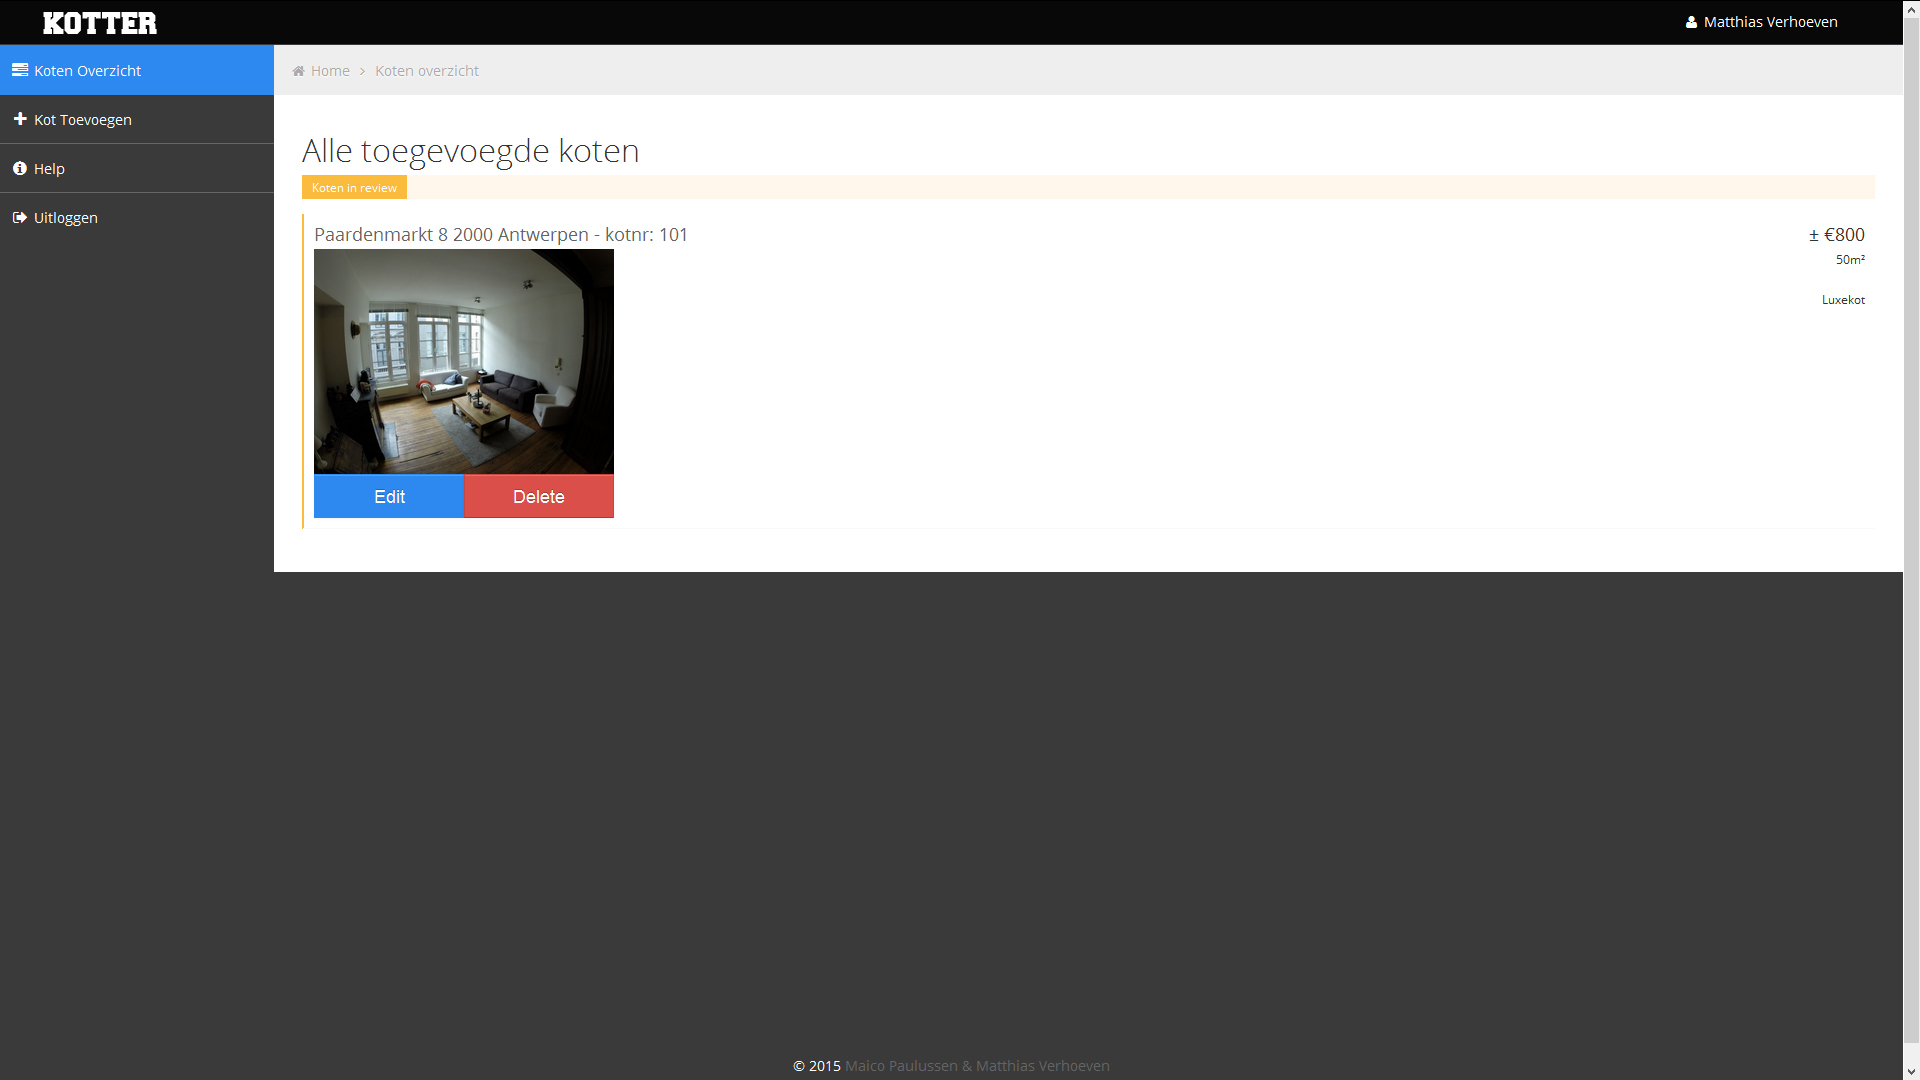 KOTTER
Matthias Verhoeven
Koten Overzicht
Kot Toevoegen
Help
Uitloggen
Home > Koten overzicht
Alle toegevoegde koten
Koten in review
Paardenmarkt 8 2000 Antwerpen - kotnr: 101
± €800
50m²
Luxekot
Edit
Delete
© 2015 Maico Paulussen & Matthias Verhoeven